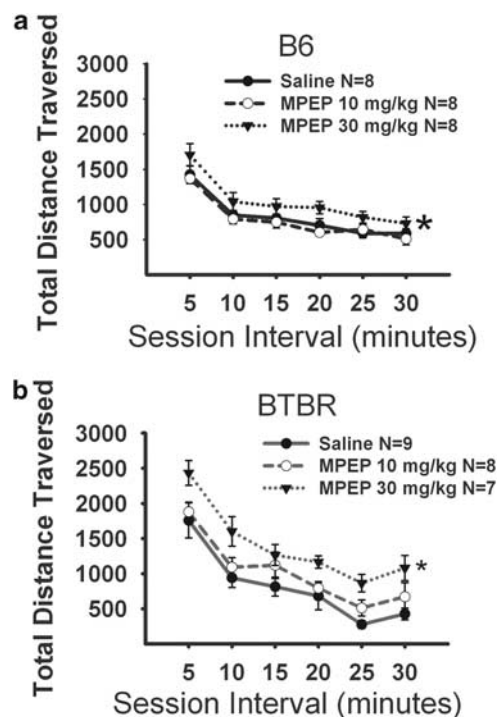 a
B6
Saline N=8
MPEP 10 mg/kg N=8
MPEP 30 mg/kg N=8
Total Distance Traversed
3000
2500
2000
1500
1000
500
*
5 10 15 20 25 30
Session Interval (minutes)
b
BTBR
Saline N=9
MPEP 10 mg/kg N=8
MPEP 30 mg/kg N=7
Total Distance Traversed
3000
2500
2000
1500
1000
500
*
5 10 15 20 25 30
Session Interval (minutes)